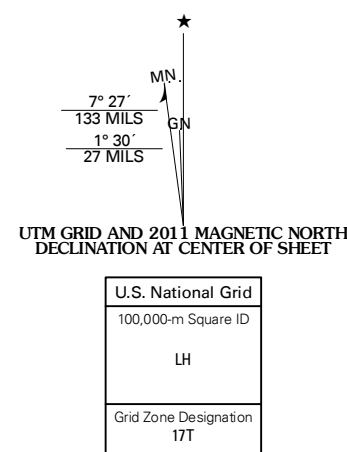 ★
MN
7° 27´
133 MILS
GN
1° 30´
27 MILS
UTM GRID AND 2011 MAGNETIC NORTH
DECLINATION AT CENTER OF SHEET
U.S. National Grid
100,000-m Square ID
LH
Grid Zone Designation
17T